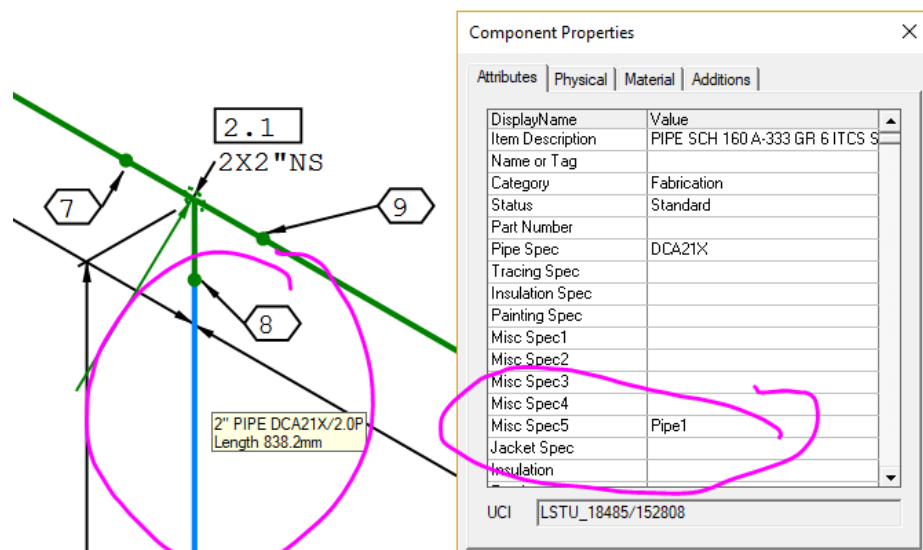 2.1
2X2"NS
7
9
8
2" PIPE DCA21X/2.0P
Length 838.2mm
Component Properties
Attributes Physical Material Additions
DisplayName Value
Item Description PIPE SCH 160 A-333 GR 6 ITCS S
Name or Tag
Category Fabrication
Status Standard
Part Number
Pipe Spec DCA21X
Tracing Spec
Insulation Spec
Painting Spec
Misc Spec1
Misc Spec2
Misc Spec3
Misc Spec4
Misc Spec5 Pipe1
Jacket Spec
Insulation
UCI LSTU_18485/152808